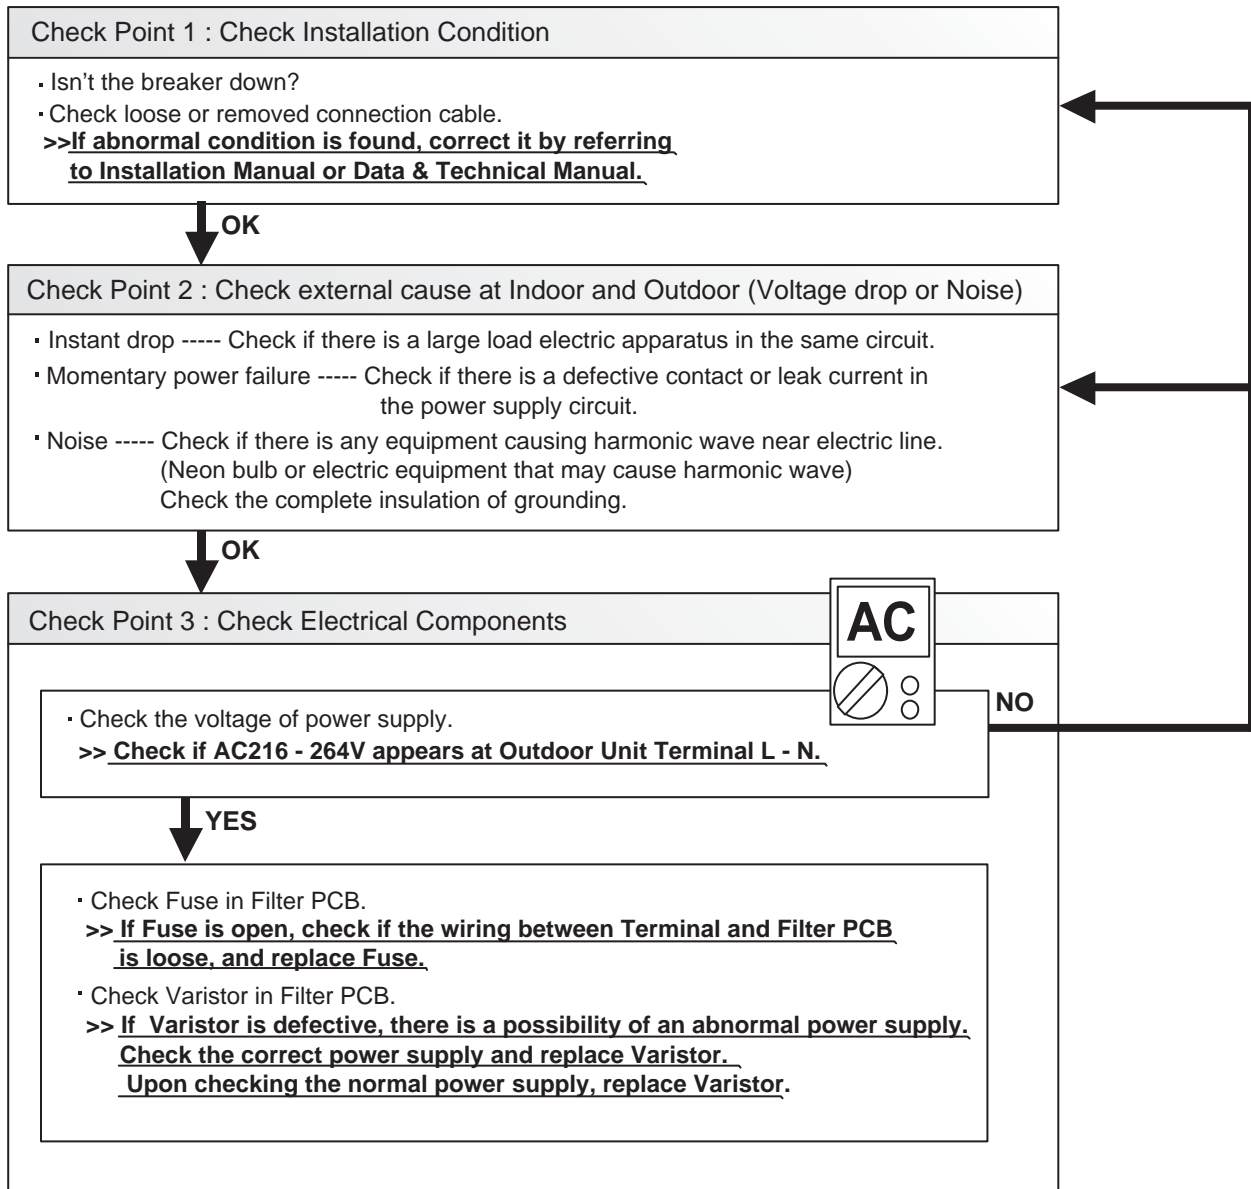 Check Point 1 : Check Installation Condition
· Isn't the breaker down?
· Check loose or removed connection cable.
>>If abnormal condition is found, correct it by referring
to Installation Manual or Data & Technical Manual.
OK
Check Point 2 : Check external cause at Indoor and Outdoor (Voltage drop or Noise)
· Instant drop ----- Check if there is a large load electric apparatus in the same circuit.
· Momentary power failure ----- Check if there is a defective contact or leak current in
the power supply circuit.
· Noise ----- Check if there is any equipment causing harmonic wave near electric line.
(Neon bulb or electric equipment that may cause harmonic wave)
Check the complete insulation of grounding.
OK
Check Point 3 : Check Electrical Components
AC
NO
· Check the voltage of power supply.
>> Check if AC216 - 264V appears at Outdoor Unit Terminal L - N.
YES
· Check Fuse in Filter PCB.
>> If Fuse is open, check if the wiring between Terminal and Filter PCB
is loose, and replace Fuse.
· Check Varistor in Filter PCB.
>> If Varistor is defective, there is a possibility of an abnormal power supply.
Check the correct power supply and replace Varistor.
Upon checking the normal power supply, replace Varistor.